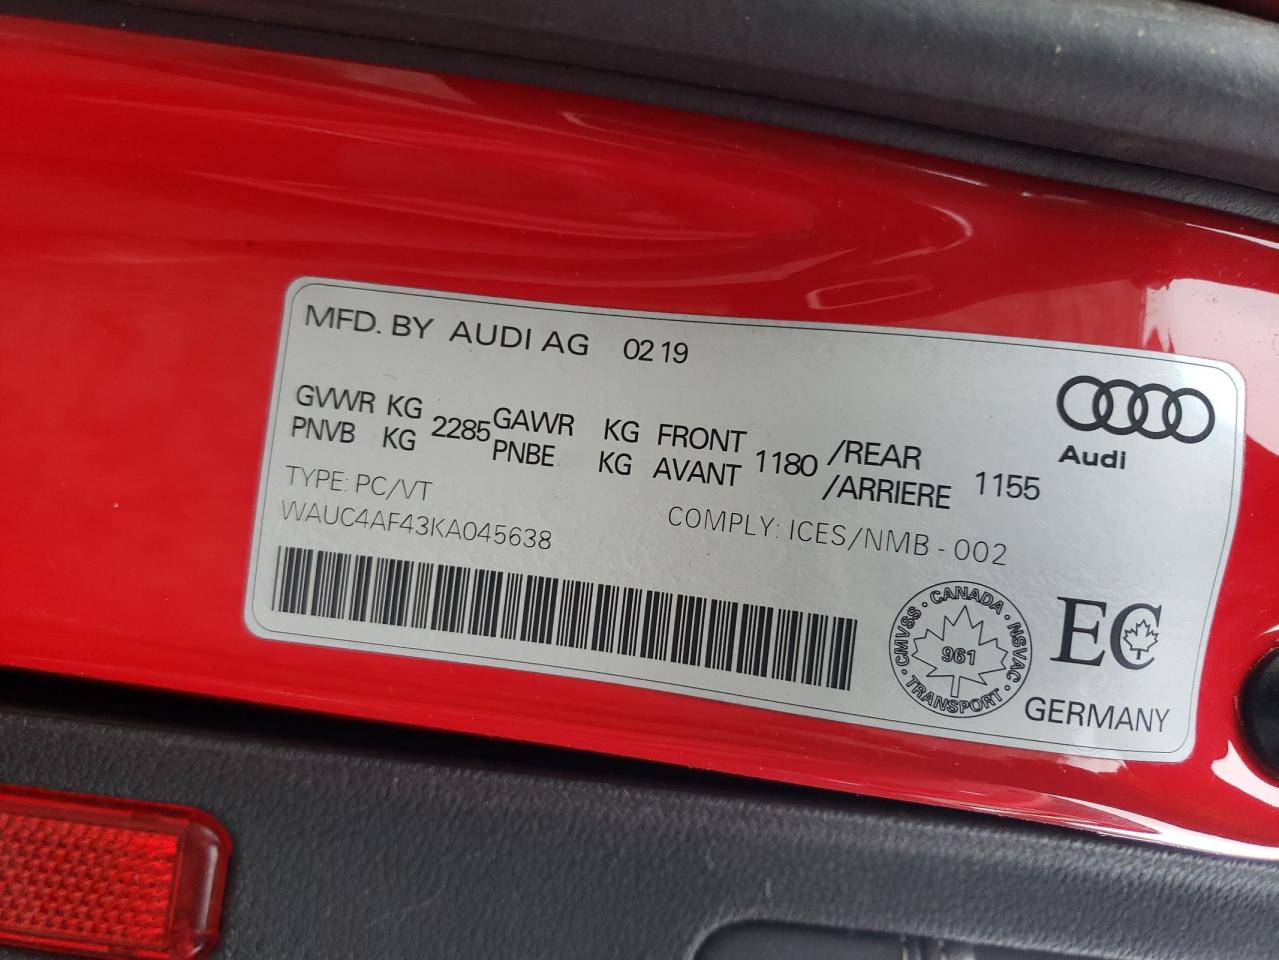 MFD. BY AUDI AG 02 19
GVWR KG 2285 GAWR KG FRONT 1180 /REAR 1155
PNVB KG PNBE KG AVANT /ARRIERE
Audi
TYPE: PC/VT
WAUC4AF43KA045638 COMPLY: ICES/NMB - 002
CMVSS · CANADA · NSVAC · TRANSPORT ·
961
EC
GERMANY